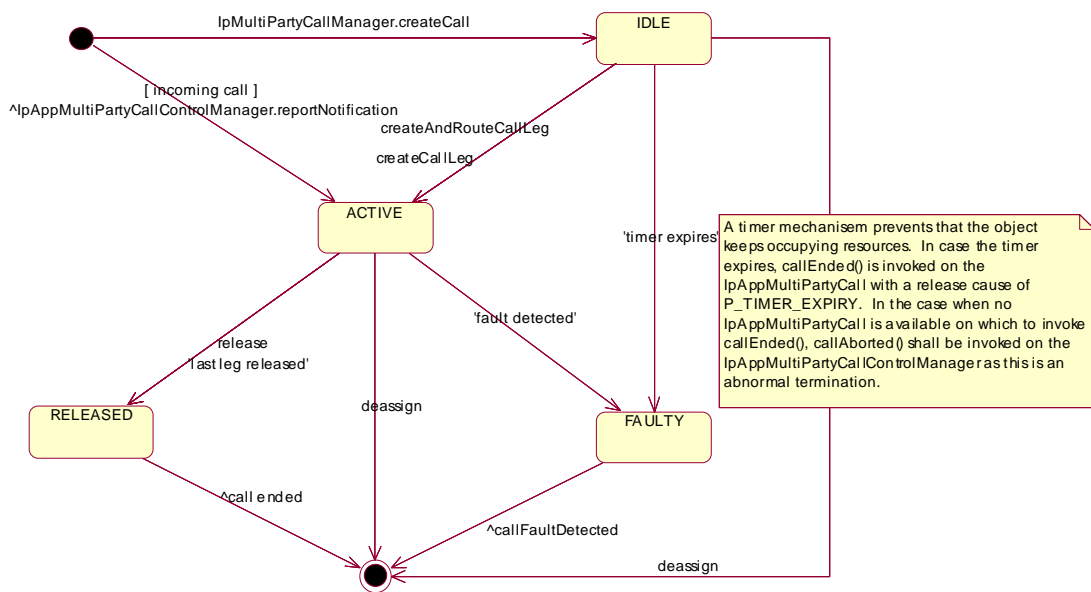 IpMultiPartyCallManager.createCall
IDLE
[ incoming call ]
^IpAppMultiPartyCallControlManager.reportNotification
createAndRouteCallLeg
createCallLeg
ACTIVE
'timer expires'
A timer mechanisem prevents that the object
keeps occupying resources. In case the timer
expires, callEnded() is invoked on the
IpAppMultiPartyCall with a release cause of
P_TIMER_EXPIRY. In the case when no
IpAppMultiPartyCall is available on which to invoke
callEnded(), callAborted() shall be invoked on the
IpAppMultiPartyCallControlManager as this is an
abnormal termination.
'fault detected'
release
'last leg released'
deassign
RELEASED
FAULTY
^call ended
^callFaultDetected
deassign